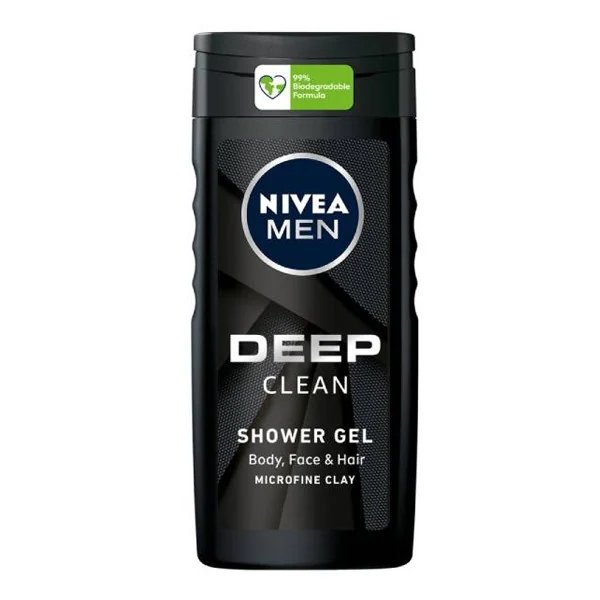 99%
Biodegradable
Formula
NIVEA
MEN
DEEP
CLEAN
SHOWER GEL
Body, Face & Hair
MICROFINE CLAY